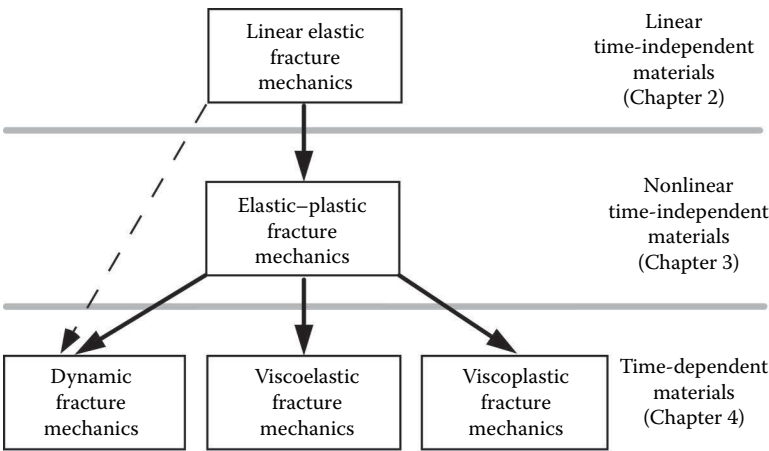 Linear elastic
fracture
mechanics
Linear
time-independent
materials
(Chapter 2)
Elastic–plastic
fracture
mechanics
Nonlinear
time-independent
materials
(Chapter 3)
Dynamic
fracture
mechanics
Viscoelastic
fracture
mechanics
Viscoplastic
fracture
mechanics
Time-dependent
materials
(Chapter 4)